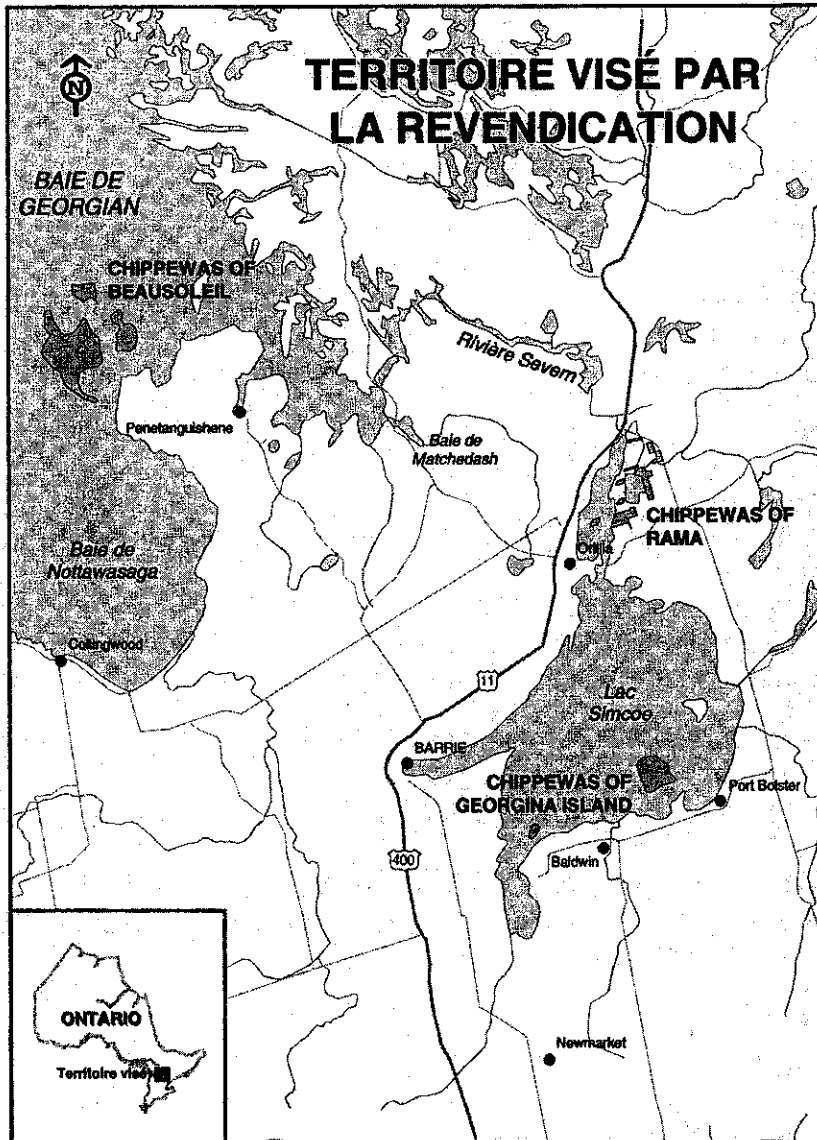 TERRITOIRE VISÉ PAR
LA REVENDICATION
N
BAIE DE
GEORGIAN
CHIPPEWAS OF
BEAUSOLEIL
Rivière Severn
Penetanguishene
Baie de
Matchedash
CHIPPEWAS OF
RAMA
Orillia
Baie de
Nottawasaga
Collingwood
11
Lac
Simcoe
BARRIE
CHIPPEWAS OF
GEORGINA ISLAND
Port Bolster
Baldwin
400
ONTARIO
Territoire visé
Newmarket